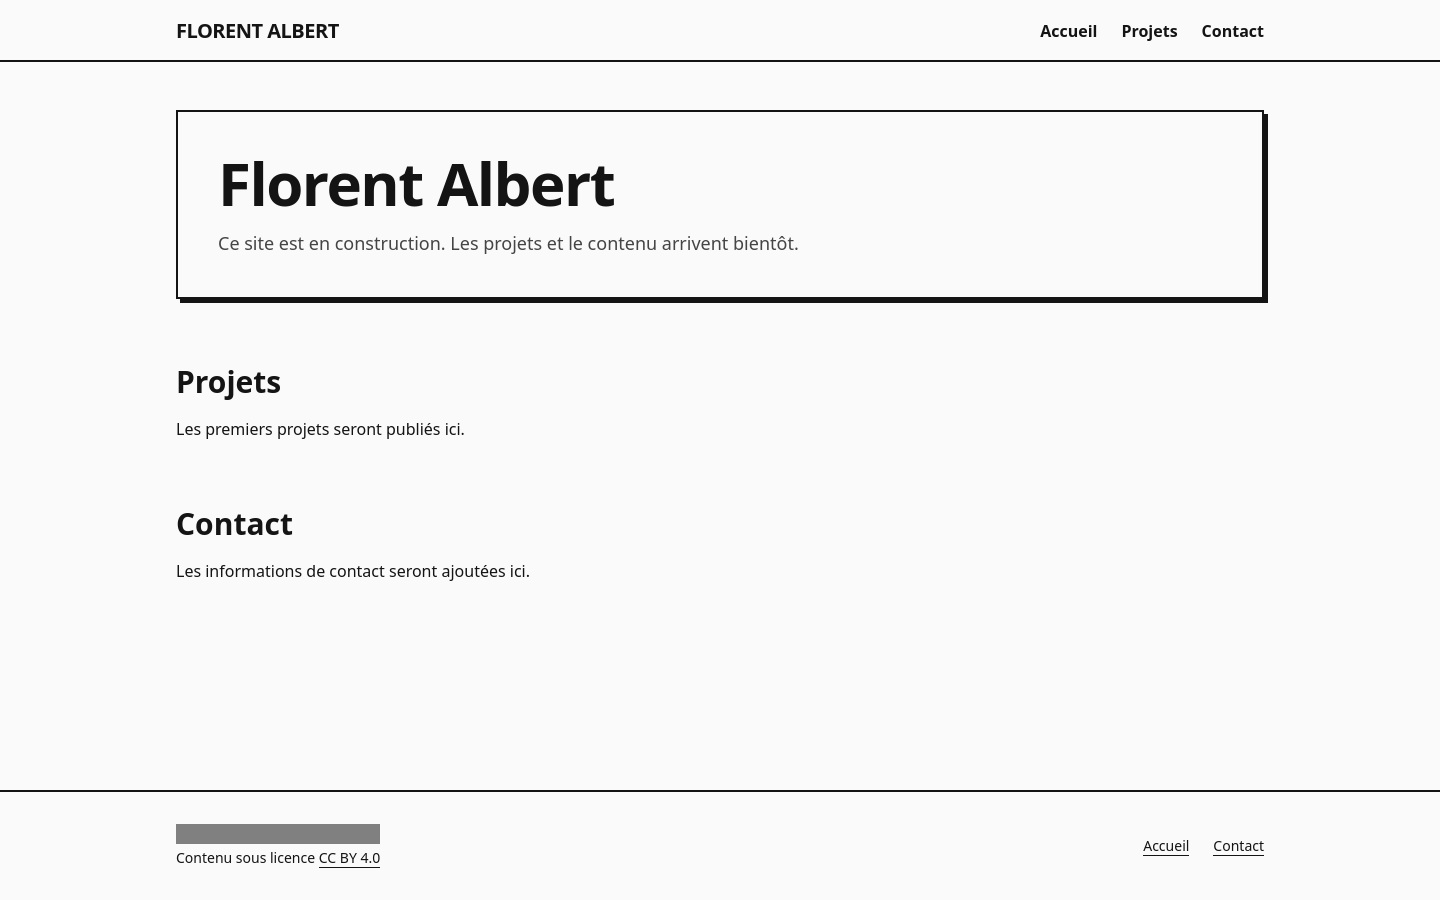 FLORENT ALBERT
Accueil Projets Contact
Florent Albert
Ce site est en construction. Les projets et le contenu arrivent bientôt.
Projets
Les premiers projets seront publiés ici.
Contact
Les informations de contact seront ajoutées ici.
Contenu sous licence CC BY 4.0
Accueil Contact